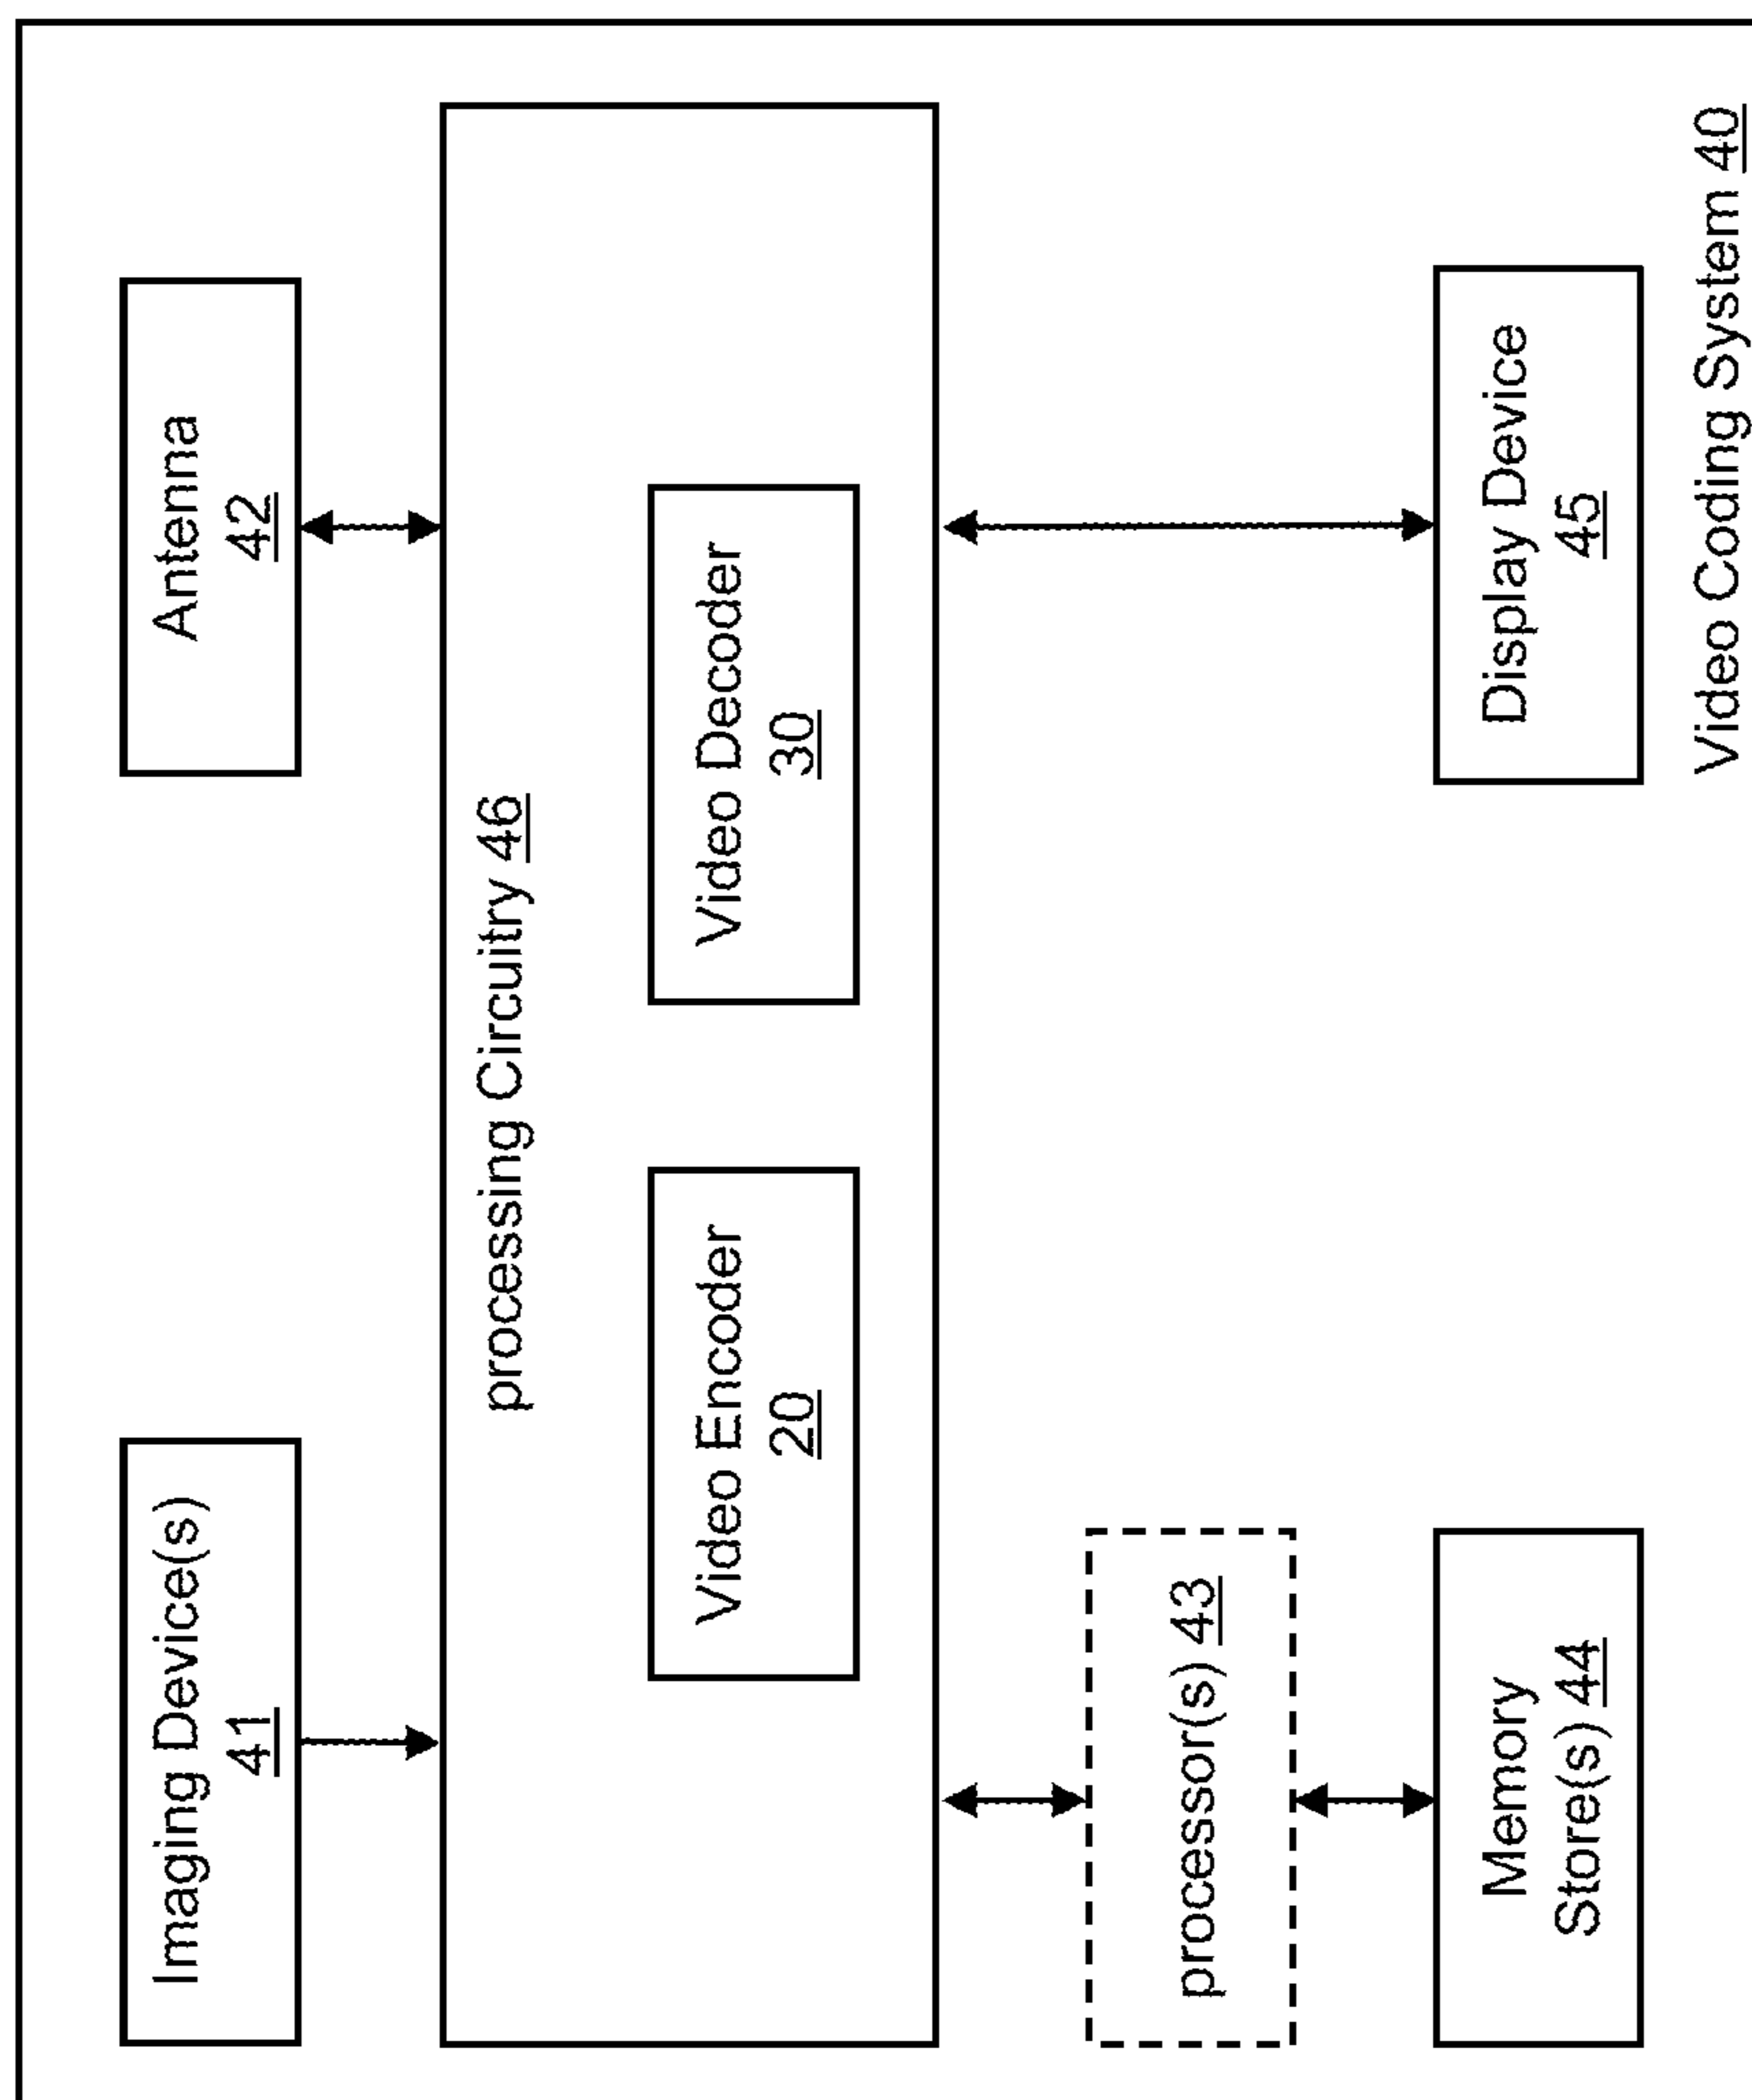 Imaging Device(s)
41
Antenna
42
processing Circuitry 46
Video Encoder
20
Video Decoder
30
processor(s) 43
Memory
Store(s) 44
Display Device
45
Video Coding System 40